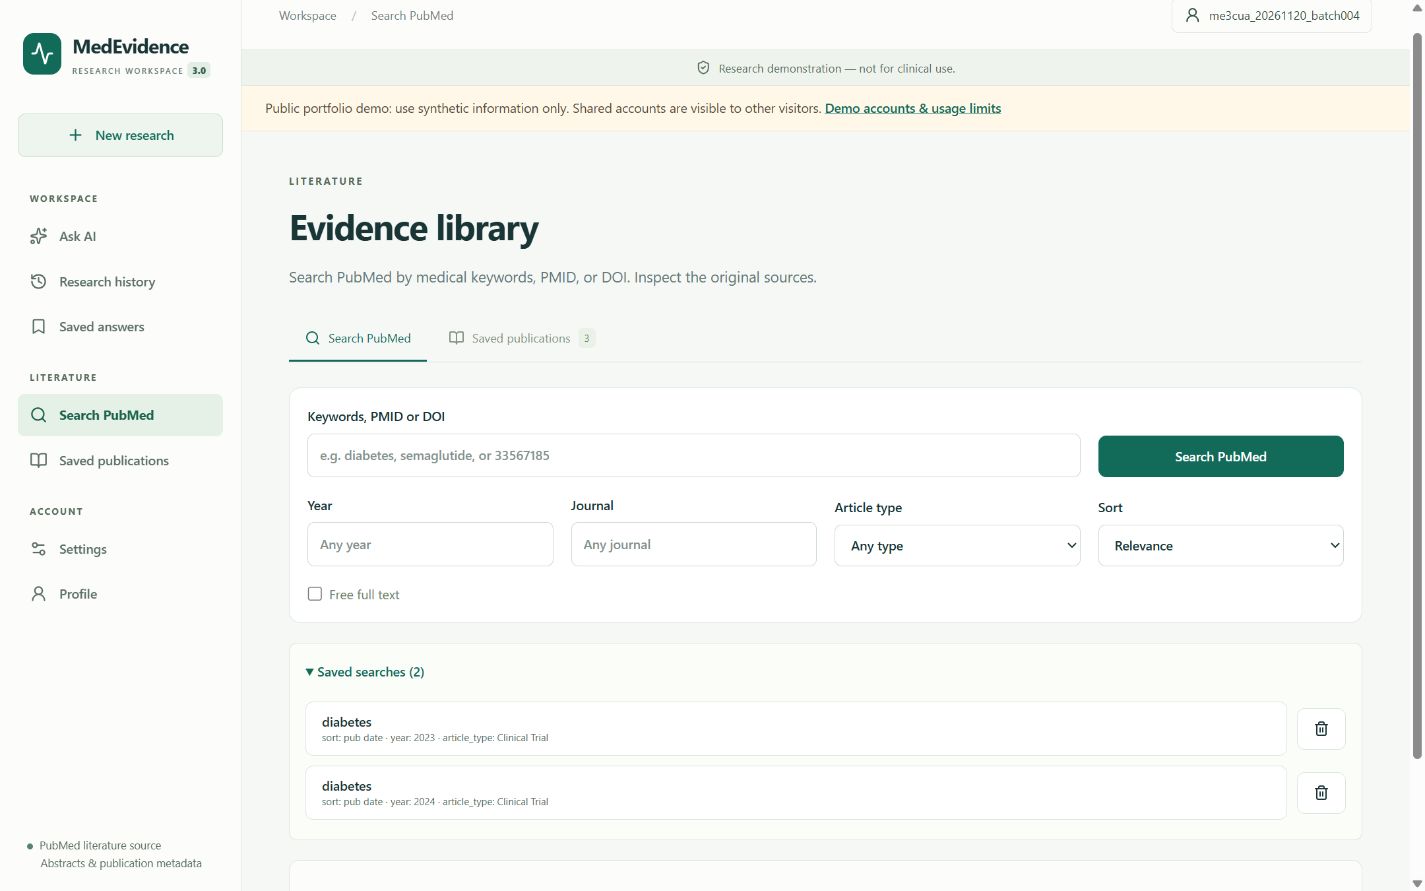 MedEvidence
RESEARCH WORKSPACE 3.0
New research
WORKSPACE
Ask AI
Research history
Saved answers
LITERATURE
Search PubMed
Saved publications
ACCOUNT
Settings
Profile
PubMed literature source
Abstracts & publication metadata
Workspace / Search PubMed
me3cua_20261120_batch004
Research demonstration — not for clinical use.
Public portfolio demo: use synthetic information only. Shared accounts are visible to other visitors. Demo accounts & usage limits
LITERATURE
Evidence library
Search PubMed by medical keywords, PMID, or DOI. Inspect the original sources.
Search PubMed
Saved publications 3
Keywords, PMID or DOI
e.g. diabetes, semaglutide, or 33567185
Search PubMed
Year
Journal
Article type
Sort
Any year
Any journal
Any type
Relevance
Free full text
Saved searches (2)
diabetes
sort: pub date · year: 2023 · article_type: Clinical Trial
diabetes
sort: pub date · year: 2024 · article_type: Clinical Trial